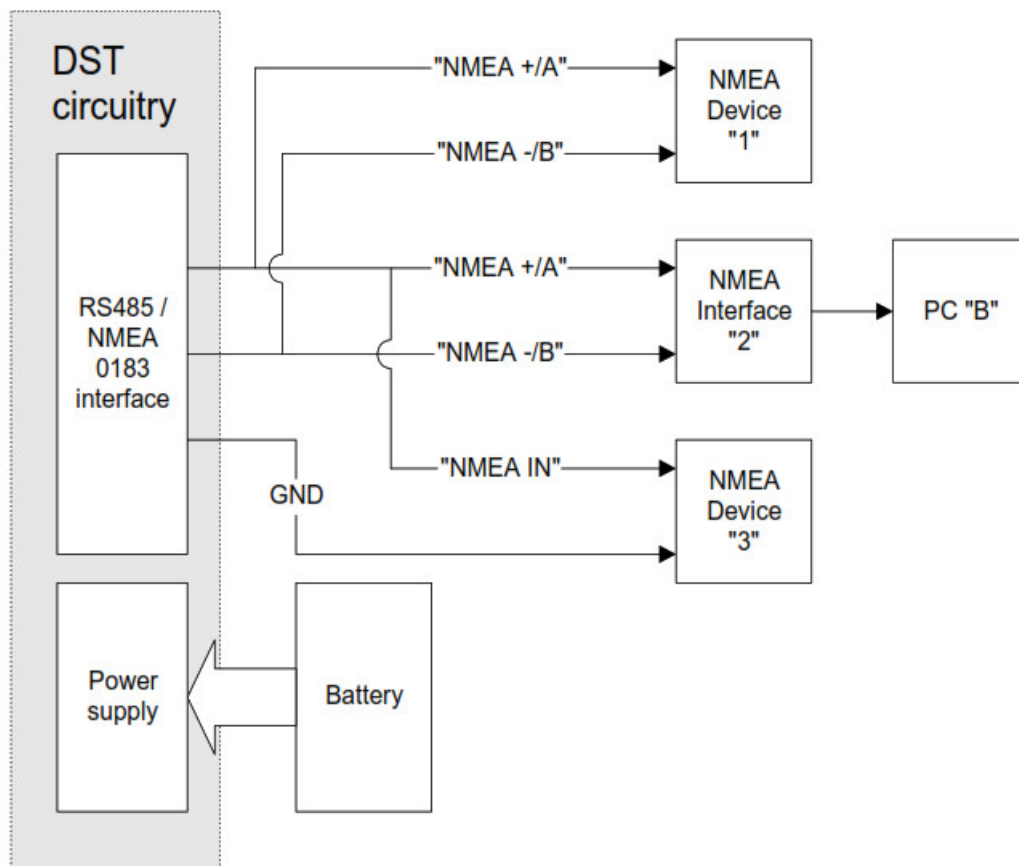 DST
circuitry
"NMEA +/A"
NMEA
Device
"1"
"NMEA -/B"
RS485 /
NMEA
0183
interface
"NMEA +/A"
NMEA
Interface
"2"
PC "B"
"NMEA -/B"
"NMEA IN"
NMEA
Device
"3"
GND
Power
supply
Battery